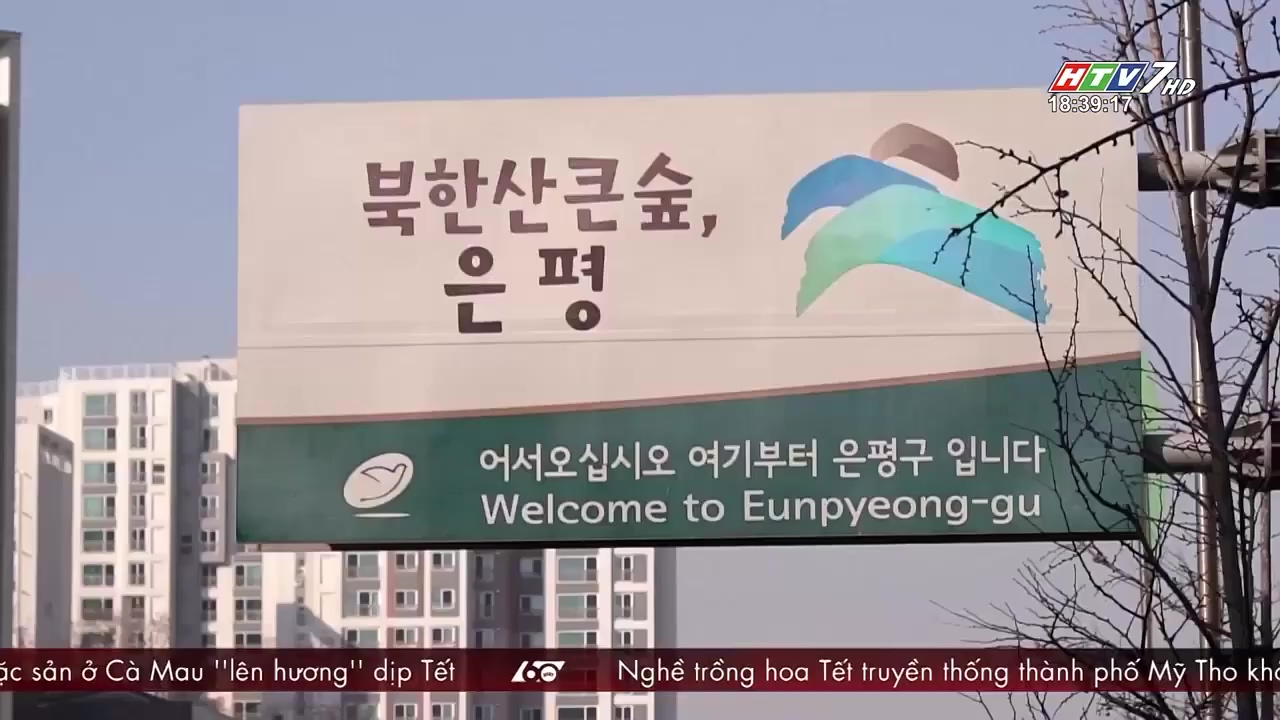 HTV7 HD
18:39:17
북한산큰숲,
은평
어서오십시오 여기부터 은평구 입니다
Welcome to Eunpyeong-gu
sản ở Cà Mau "lên hương" dịp Tết
60 giây
Nghề trồng hoa Tết truyền thống thành phố Mỹ Tho